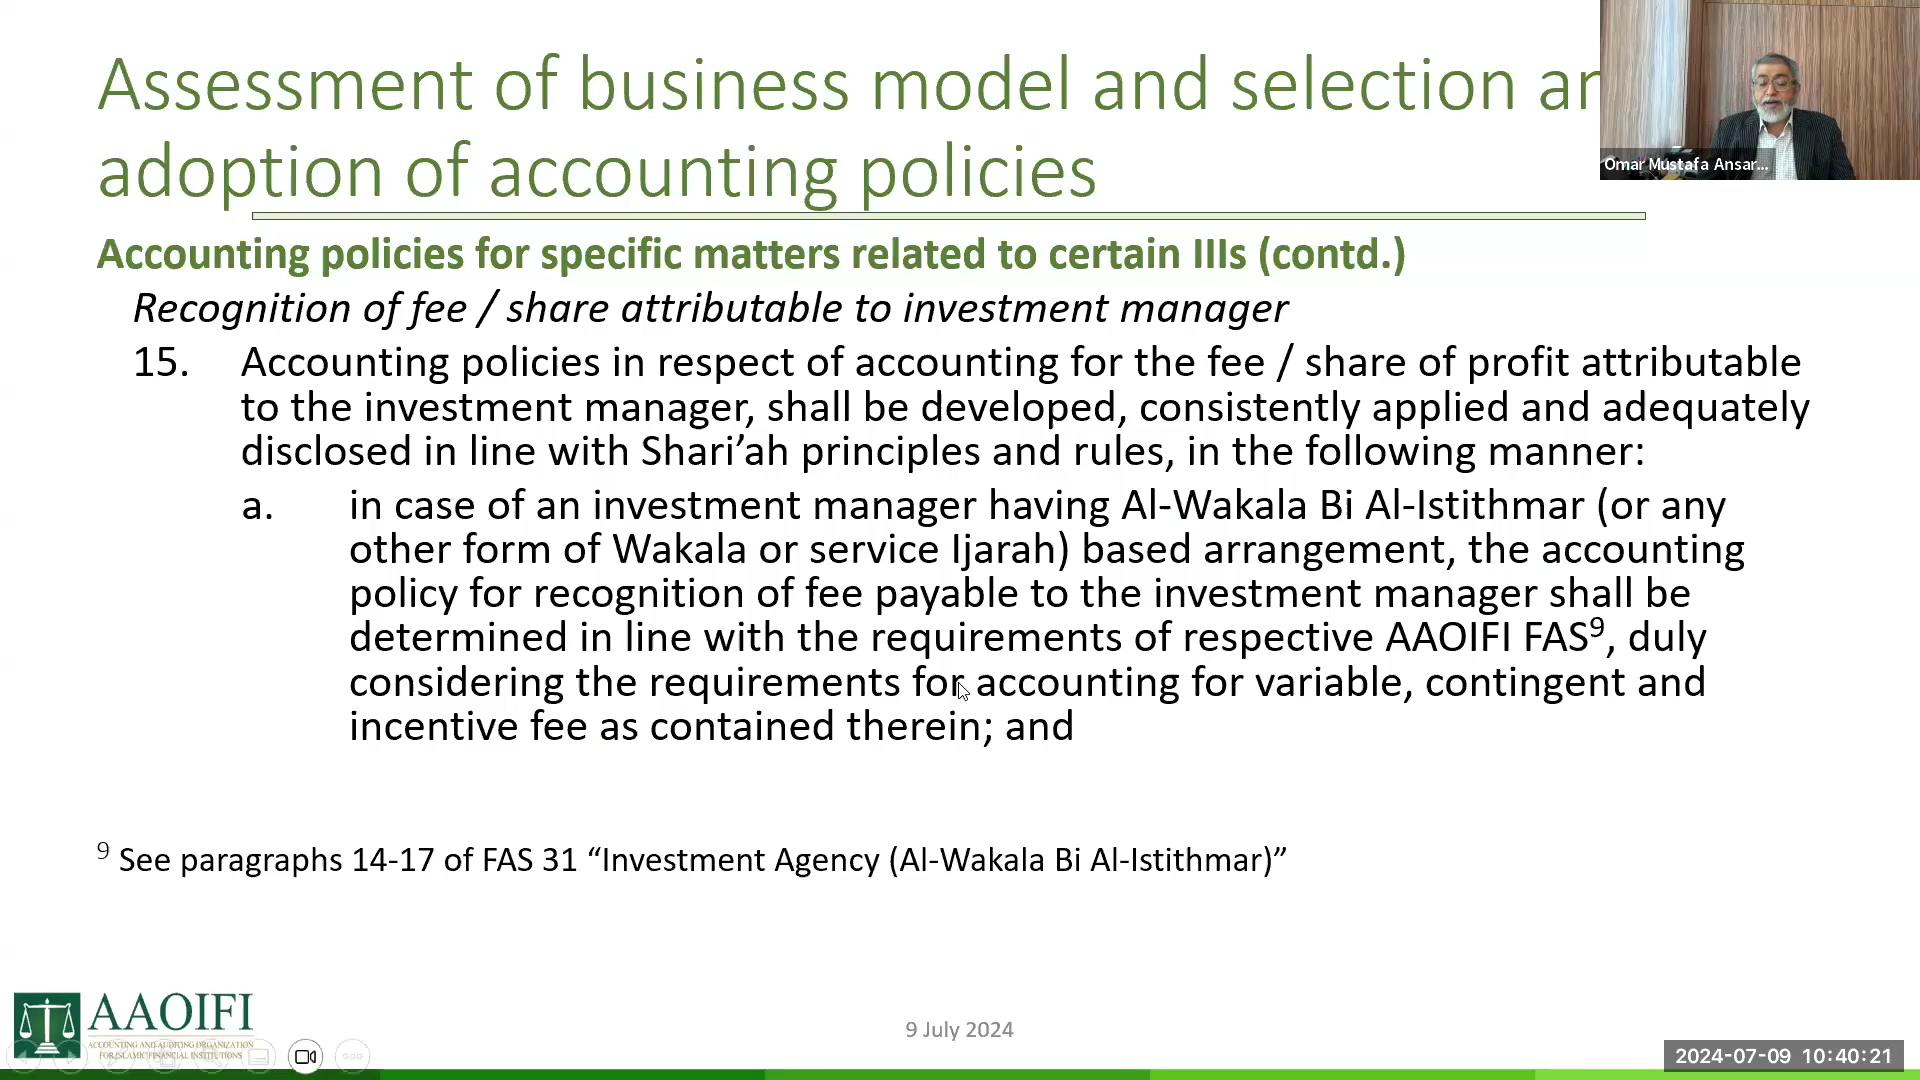 Assessment of business model and selection ar
adoption of accounting policies
Omar Mustafa Ansar...
Accounting policies for specific matters related to certain IIIs (contd.)
Recognition of fee / share attributable to investment manager
15. Accounting policies in respect of accounting for the fee / share of profit attributable
to the investment manager, shall be developed, consistently applied and adequately
disclosed in line with Shari’ah principles and rules, in the following manner:
a. in case of an investment manager having Al-Wakala Bi Al-Istithmar (or any
other form of Wakala or service Ijarah) based arrangement, the accounting
policy for recognition of fee payable to the investment manager shall be
determined in line with the requirements of respective AAOIFI FAS⁹, duly
considering the requirements for accounting for variable, contingent and
incentive fee as contained therein; and
⁹ See paragraphs 14-17 of FAS 31 “Investment Agency (Al-Wakala Bi Al-Istithmar)”
AAOIFI
ACCOUNTING AND AUDITING ORGANIZATION
FOR ISLAMIC FINANCIAL INSTITUTIONS
9 July 2024
2024-07-09 10:40:21